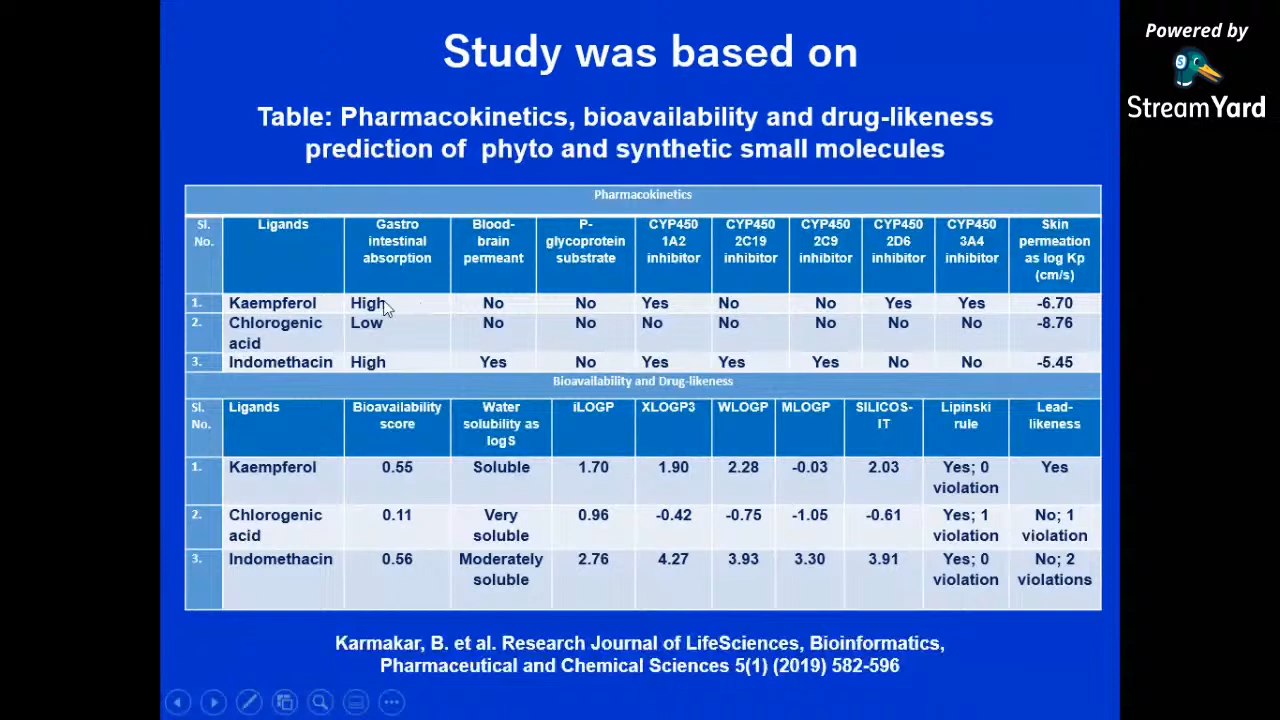 Study was based on
Powered by
StreamYard
Table: Pharmacokinetics, bioavailability and drug-likeness
prediction of phyto and synthetic small molecules
Pharmacokinetics
Sl. No. Ligands Gastro intestinal absorption Blood-brain permeant P-glycoprotein substrate CYP450 1A2 inhibitor CYP450 2C19 inhibitor CYP450 2C9 inhibitor CYP450 2D6 inhibitor CYP450 3A4 inhibitor Skin permeation as log Kp (cm/s)
1. Kaempferol High No No Yes No No Yes Yes -6.70
2. Chlorogenic acid Low No No No No No No No -8.76
3. Indomethacin High Yes No Yes Yes Yes No No -5.45
Bioavailability and Drug-likeness
Sl. No. Ligands Bioavailability score Water solubility as logS iLOGP XLOGP3 WLOGP MLOGP SILICOS-IT Lipinski rule Lead-likeness
1. Kaempferol 0.55 Soluble 1.70 1.90 2.28 -0.03 2.03 Yes; 0 violation Yes
2. Chlorogenic acid 0.11 Very soluble 0.96 -0.42 -0.75 -1.05 -0.61 Yes; 1 violation No; 1 violation
3. Indomethacin 0.56 Moderately soluble 2.76 4.27 3.93 3.30 3.91 Yes; 0 violation No; 2 violations
Karmakar, B. et al. Research Journal of LifeSciences, Bioinformatics,
Pharmaceutical and Chemical Sciences 5(1) (2019) 582-596